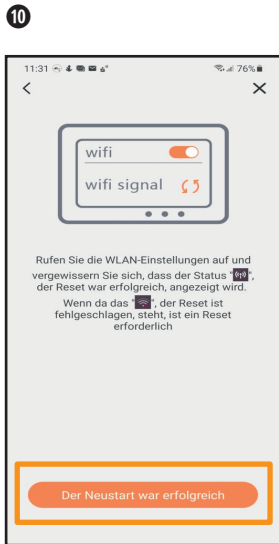 10
11:31 76%
wifi
wifi signal
Rufen Sie die WLAN-Einstellungen auf und
vergewissern Sie sich, dass der Status " ",
der Reset war erfolgreich, angezeigt wird.
Wenn da das " ", der Reset ist
fehlgeschlagen, steht, ist ein Reset
erforderlich
Der Neustart war erfolgreich